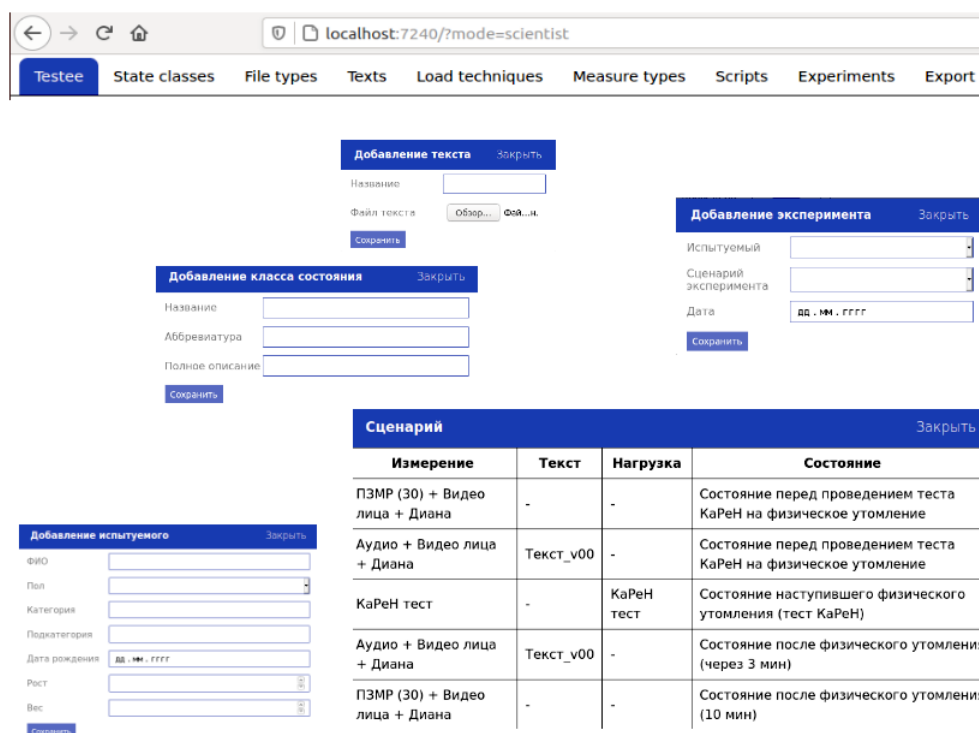 localhost:7240/?mode=scientist
Testee State classes File types Texts Load techniques Measure types Scripts Experiments Export
Добавление текста Закрыть
Название
Файл текста Обзор... Фай...н.
Сохранить
Добавление эксперимента Закрыть
Испытуемый
Сценарий
эксперимента
Дата дд . мм . гггг
Сохранить
Добавление класса состояния Закрыть
Название
Аббревиатура
Полное описание
Сохранить
Сценарий Закрыть
Измерение Текст Нагрузка Состояние
ПЗМР (30) + Видео
лица + Диана
-
-
Состояние перед проведением теста
КаРеН на физическое утомление
Аудио + Видео лица
+ Диана
Текст_v00
-
Состояние перед проведением теста
КаРеН на физическое утомление
КаРеН тест
-
КаРеН
тест
Состояние наступившего физического
утомления (тест КаРеН)
Аудио + Видео лица
+ Диана
Текст_v00
-
Состояние после физического утомления
(через 3 мин)
ПЗМР (30) + Видео
лица + Диана
-
-
Состояние после физического утомления
(10 мин)
Добавление испытуемого Закрыть
ФИО
Пол
Категория
Подкатегория
Дата рождения дд . мм . гггг
Рост
Вес
Сохранить